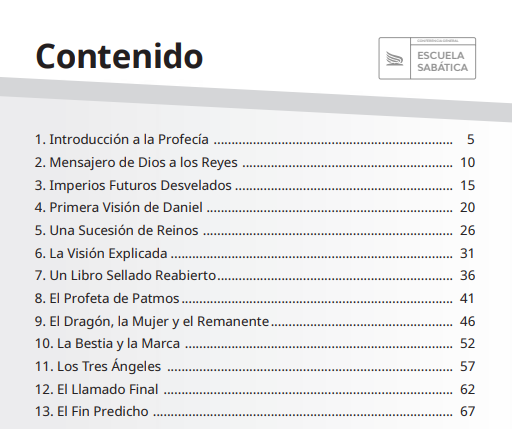 Contenido
ESCUELA
SABÁTICA
1. Introducción a la Profecía ........................................................ 5
2. Mensajero de Dios a los Reyes ................................................. 10
3. Imperios Futuros Desvelados ................................................... 15
4. Primera Visión de Daniel ......................................................... 20
5. Una Sucesión de Reinos .......................................................... 26
6. La Visión Explicada .................................................................. 31
7. Un Libro Sellado Reabierto ...................................................... 36
8. El Profeta de Patmos ............................................................... 41
9. El Dragón, la Mujer y el Remanente ......................................... 46
10. La Bestia y la Marca .............................................................. 52
11. Los Tres Ángeles ................................................................... 57
12. El Llamado Final .................................................................... 62
13. El Fin Predicho ...................................................................... 67